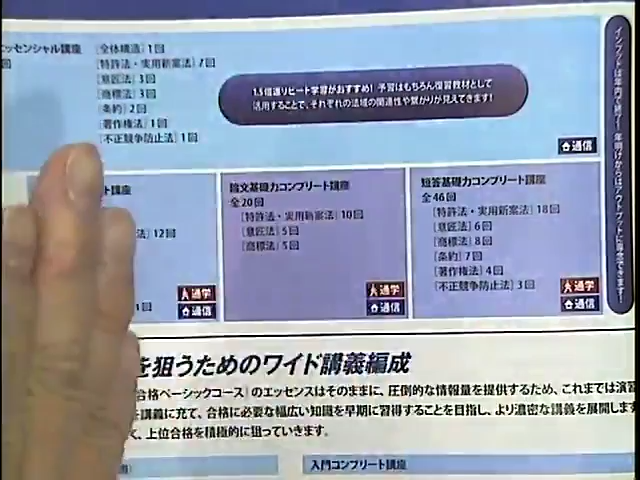 ッセンシャル講座
回
[全体構造]1回
[特許法・実用新案法]7回
[意匠法]3回
[商標法]3回
[条約]2回
[著作権法]1回
[不正競争防止法]1回
1.5倍速リピート学習がおすすめ!予習はもちろん復習教材として
活用することで、それぞれの法域の関連性や繋がりが見えてきます!
通信
インプットは年内で終了!年明けからはアウトプットに専念できます!
ト講座
法]12回
]1回
通学
通信
論文基礎力コンプリート講座
全20回
[特許法・実用新案法]10回
[意匠法]5回
[商標法]5回
通学
通信
短答基礎力コンプリート講座
全46回
[特許法・実用新案法]18回
[意匠法]6回
[商標法]8回
[条約]7回
[著作権法]4回
[不正競争防止法]3回
通学
通信
を狙うためのワイド講義編成
合格ベーシックコース」のエッセンスはそのままに、圧倒的な情報量を提供するため、これまでは演習
講義に充て、合格に必要な幅広い知識を早期に習得することを目指し、より濃密な講義を展開します
く、上位合格を積極的に狙っていきます。
入門コンプリート講座